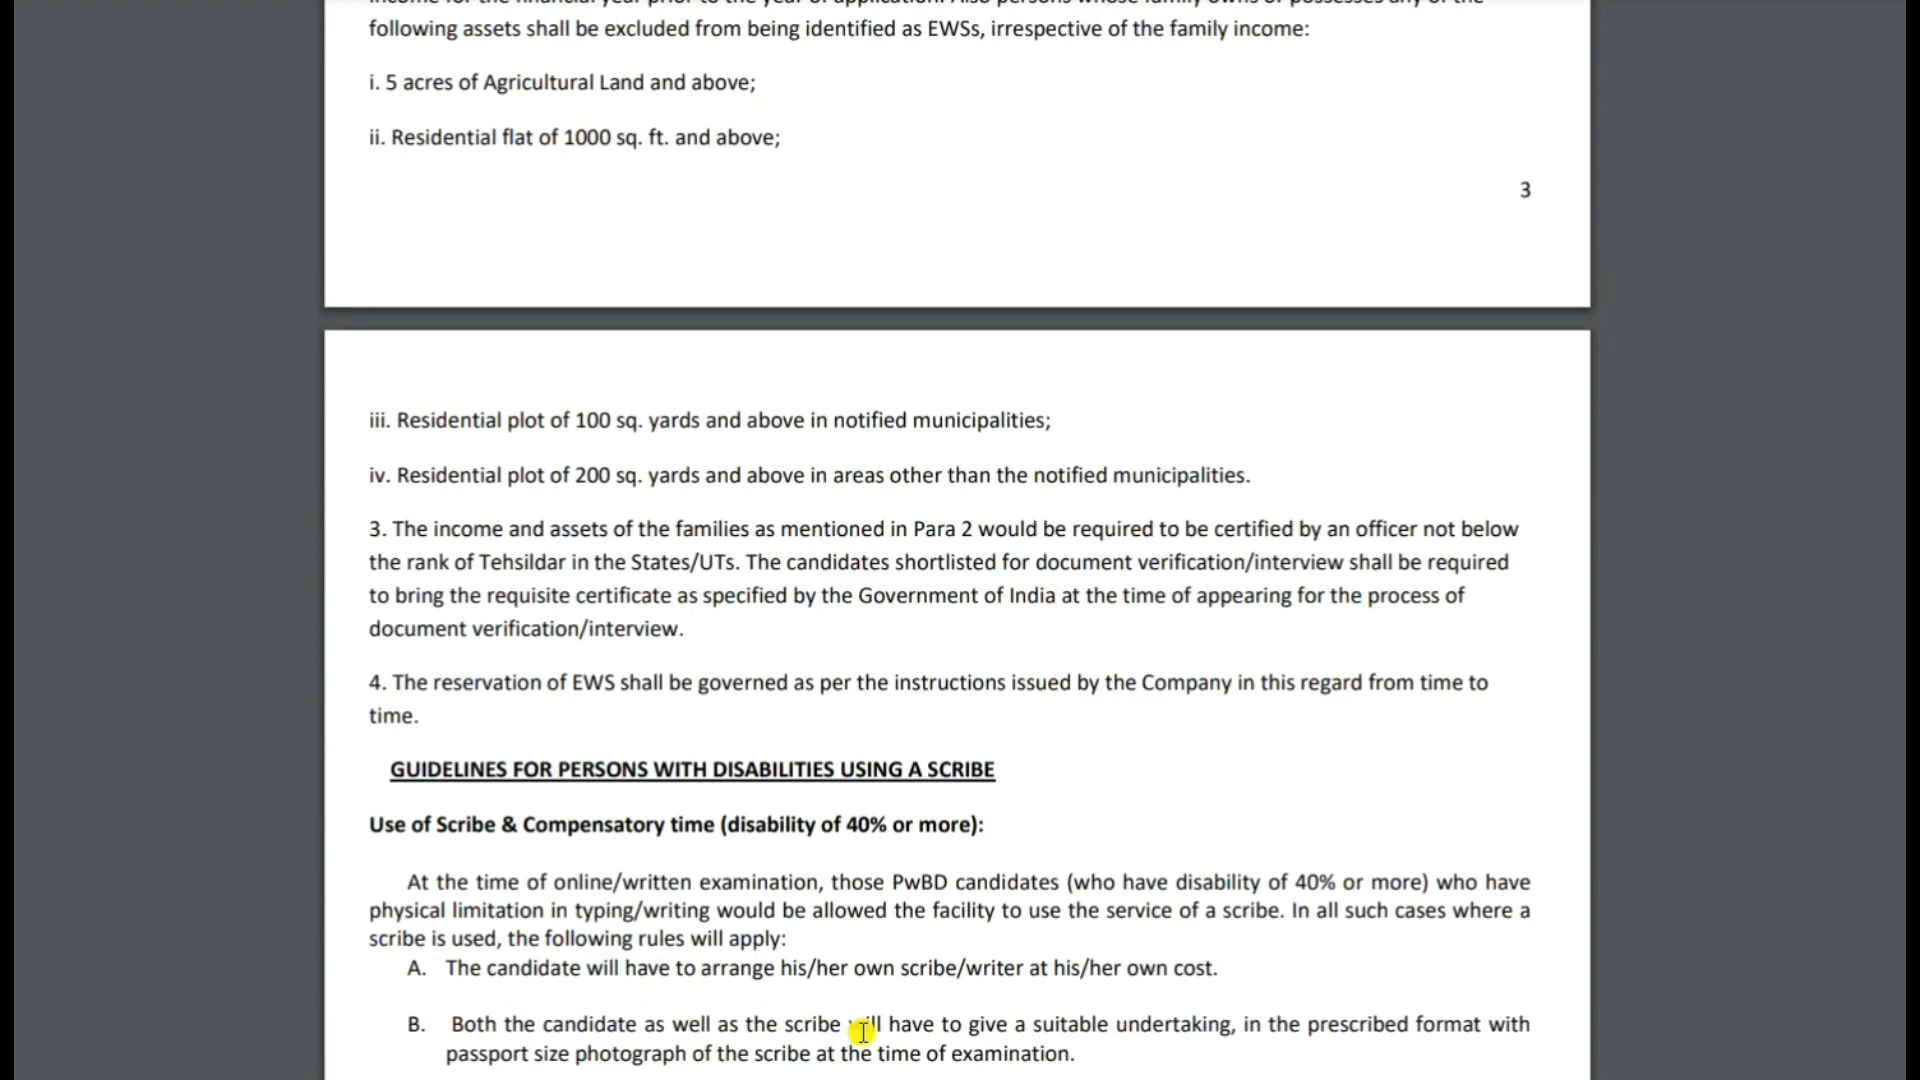 following assets shall be excluded from being identified as EWSs, irrespective of the family income:
i. 5 acres of Agricultural Land and above;
ii. Residential flat of 1000 sq. ft. and above;
3
iii. Residential plot of 100 sq. yards and above in notified municipalities;
iv. Residential plot of 200 sq. yards and above in areas other than the notified municipalities.
3. The income and assets of the families as mentioned in Para 2 would be required to be certified by an officer not below
the rank of Tehsildar in the States/UTs. The candidates shortlisted for document verification/interview shall be required
to bring the requisite certificate as specified by the Government of India at the time of appearing for the process of
document verification/interview.
4. The reservation of EWS shall be governed as per the instructions issued by the Company in this regard from time to
time.
GUIDELINES FOR PERSONS WITH DISABILITIES USING A SCRIBE
Use of Scribe & Compensatory time (disability of 40% or more):
At the time of online/written examination, those PwBD candidates (who have disability of 40% or more) who have
physical limitation in typing/writing would be allowed the facility to use the service of a scribe. In all such cases where a
scribe is used, the following rules will apply:
A. The candidate will have to arrange his/her own scribe/writer at his/her own cost.
B. Both the candidate as well as the scribe will have to give a suitable undertaking, in the prescribed format with
passport size photograph of the scribe at the time of examination.